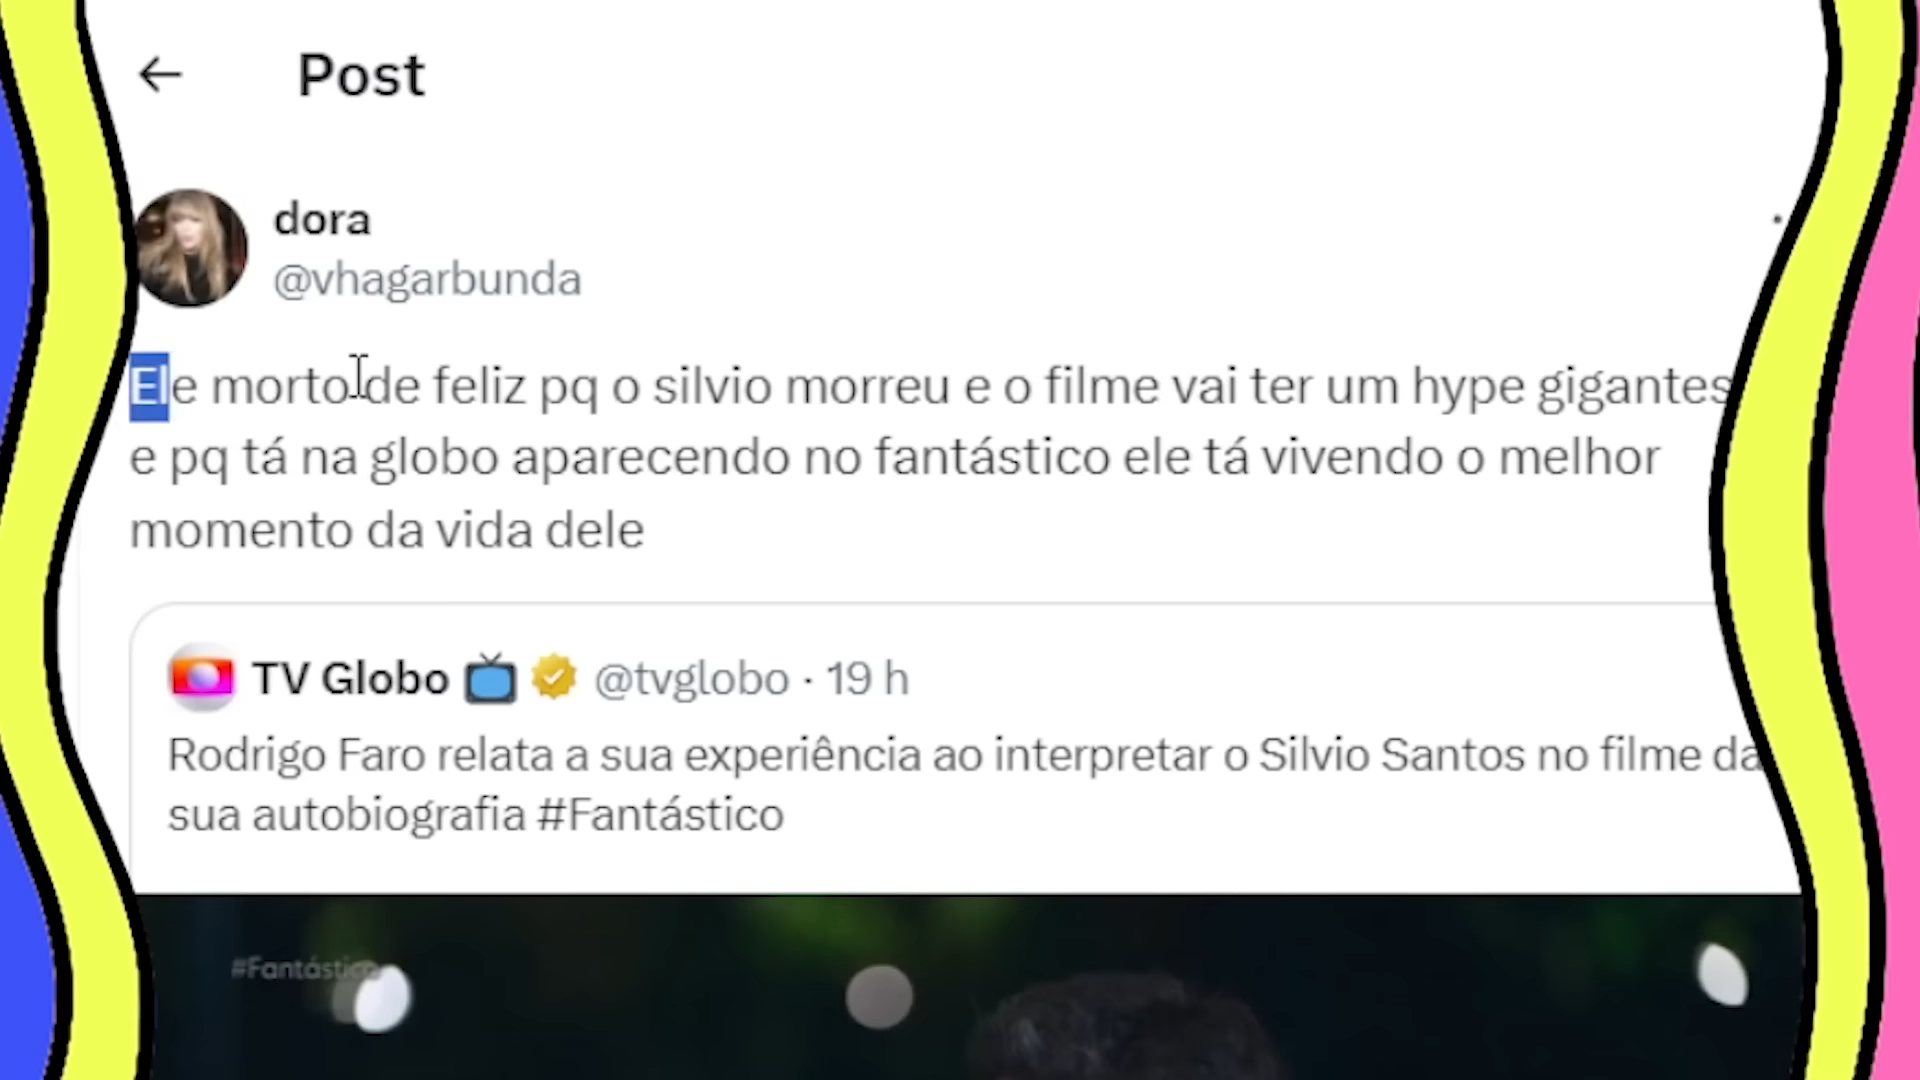 Post
dora
@vhagarbunda
Ele morto de feliz pq o silvio morreu e o filme vai ter um hype gigantes
e pq tá na globo aparecendo no fantástico ele tá vivendo o melhor
momento da vida dele
TV Globo 📺 @tvglobo · 19 h
Rodrigo Faro relata a sua experiência ao interpretar o Silvio Santos no filme da
sua autobiografia #Fantástico
#Fantástico